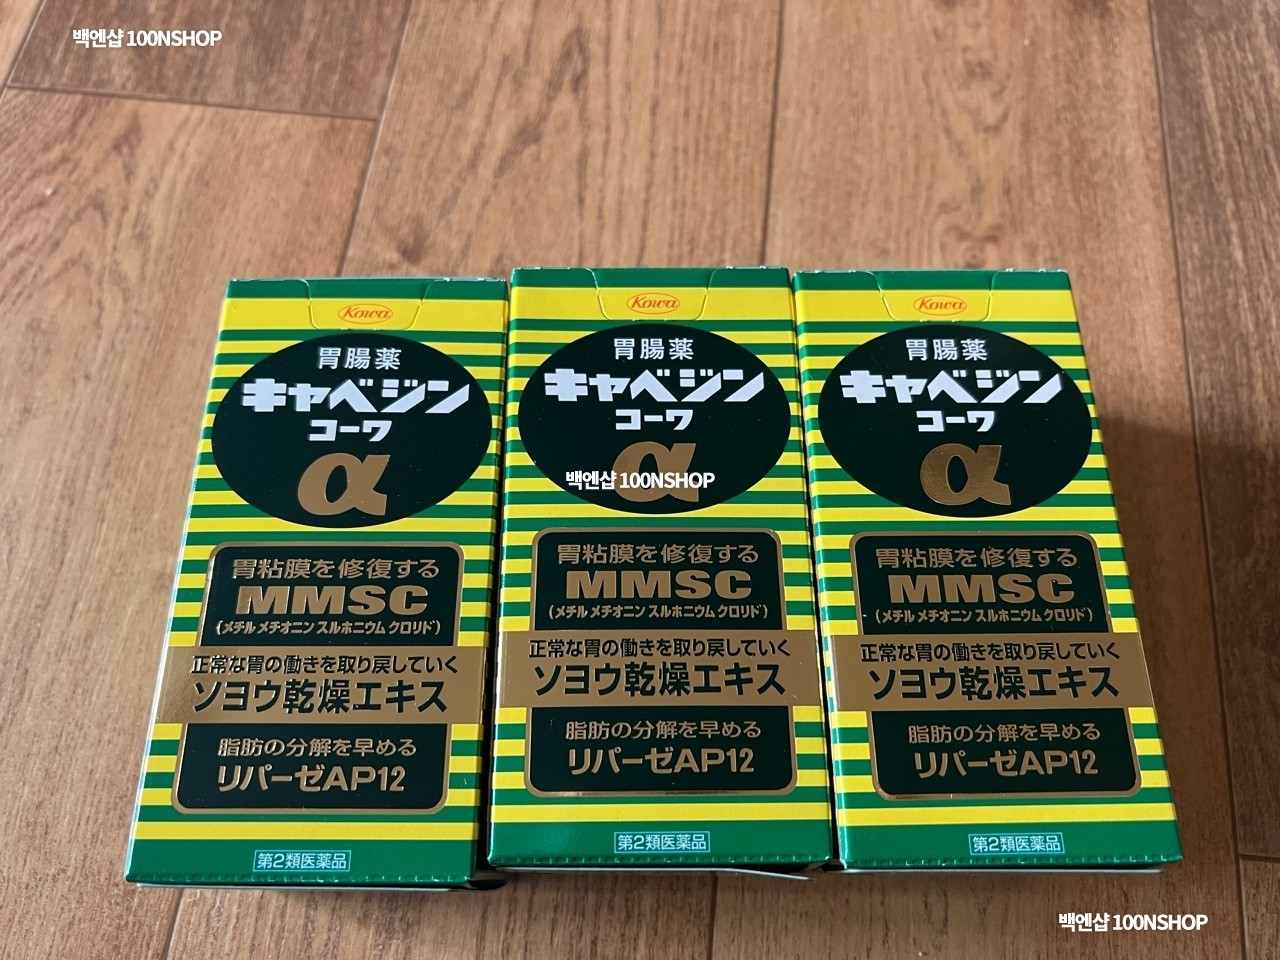 백엔샵 100NSHOP
Kowa
胃腸薬
キャベジン
コーワ
α
胃粘膜を修復する
MMSC
(メチル メチオニン スルホニウム クロリド)
正常な胃の働きを取り戻していく
ソヨウ乾燥エキス
脂肪の分解を早める
リパーゼAP12
第2類医薬品
Kowa
胃腸薬
キャベジン
コーワ
α
百엔샵 100NSHOP
胃粘膜を修復する
MMSC
(メチル メチオニン スルホニウム クロリド)
正常な胃の働きを取り戻していく
ソヨウ乾燥エキス
脂肪の分解を早める
リパーゼAP12
第2類医薬品
Kowa
胃腸薬
キャベジン
コーワ
α
胃粘膜を修復する
MMSC
(メチル メチオニン スルホニウム クロリド)
正常な胃の働きを取り戻していく
ソヨウ乾燥エキス
脂肪の分解を早める
リパーゼAP12
第2類医薬品
백엔샵 100NSHOP